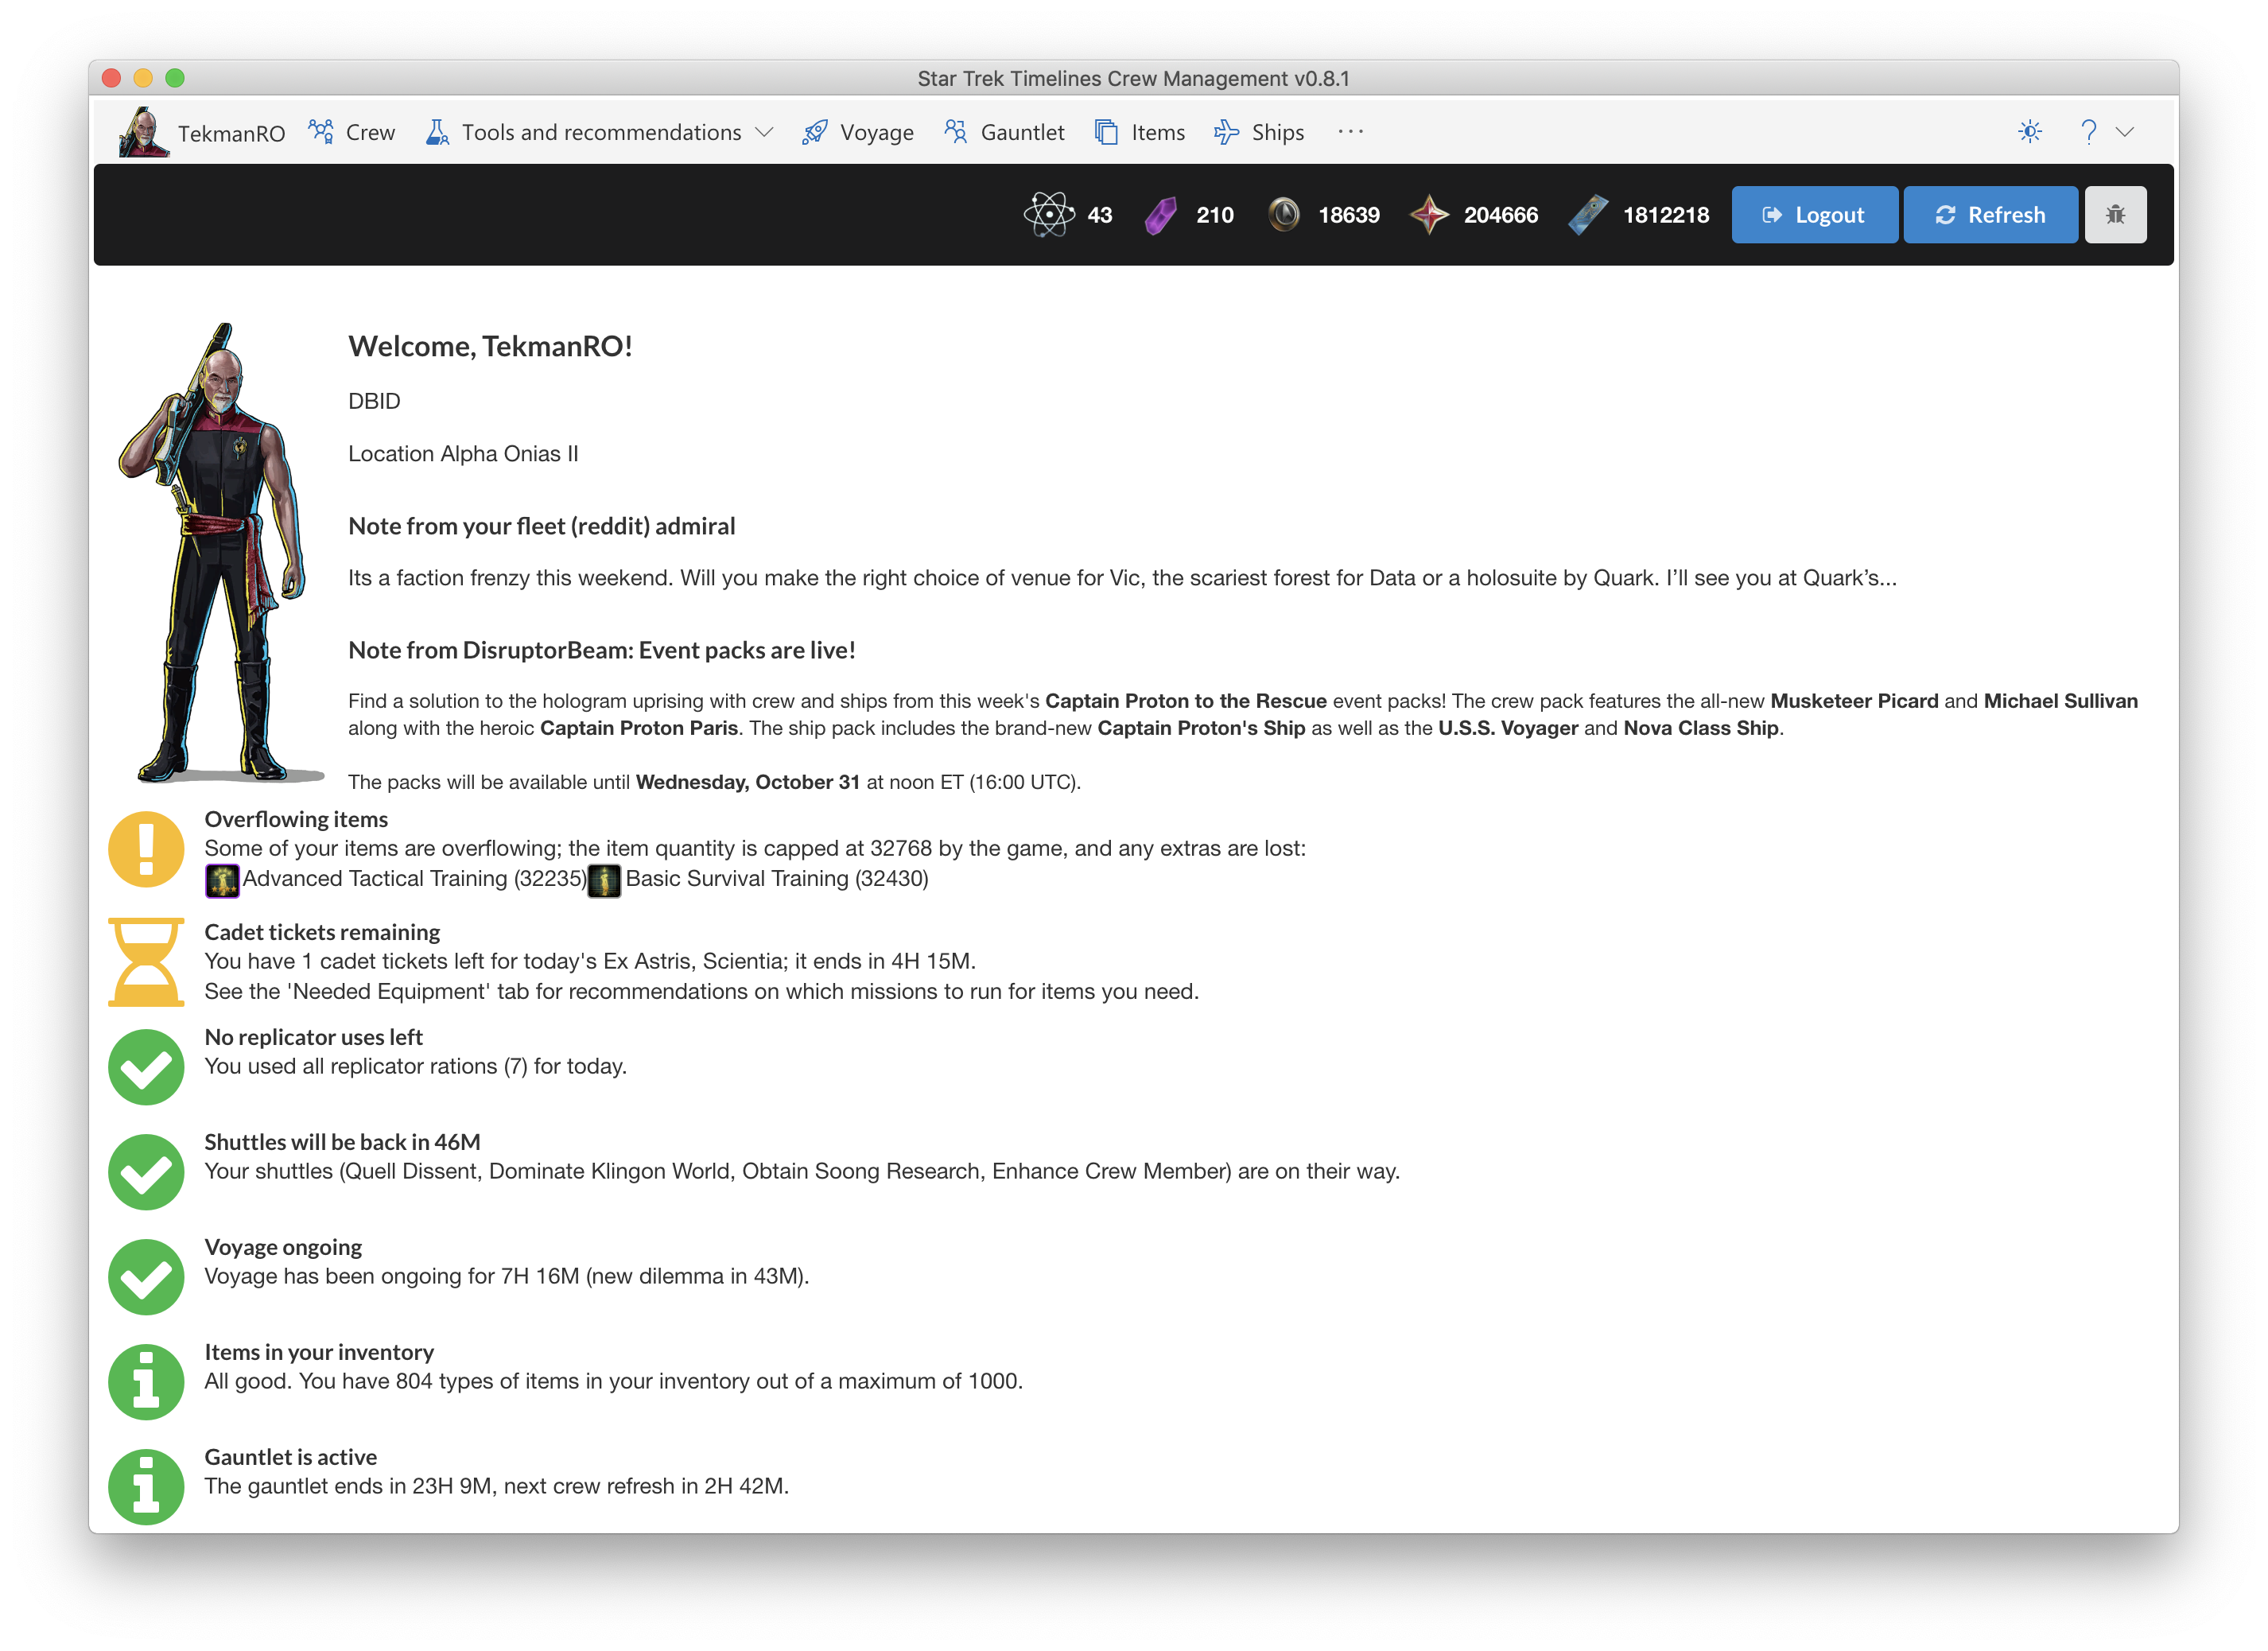 Star Trek Timelines Crew Management v0.8.1
TekmanRO Crew Tools and recommendations Voyage Gauntlet Items Ships ··· ?
43 210 18639 204666 1812218 Logout Refresh
Welcome, TekmanRO!
DBID
Location Alpha Onias II
Note from your fleet (reddit) admiral
Its a faction frenzy this weekend. Will you make the right choice of venue for Vic, the scariest forest for Data or a holosuite by Quark. I’ll see you at Quark’s...
Note from DisruptorBeam: Event packs are live!
Find a solution to the hologram uprising with crew and ships from this week's Captain Proton to the Rescue event packs! The crew pack features the all-new Musketeer Picard and Michael Sullivan
along with the heroic Captain Proton Paris. The ship pack includes the brand-new Captain Proton's Ship as well as the U.S.S. Voyager and Nova Class Ship.
The packs will be available until Wednesday, October 31 at noon ET (16:00 UTC).
Overflowing items
Some of your items are overflowing; the item quantity is capped at 32768 by the game, and any extras are lost:
Advanced Tactical Training (32235) Basic Survival Training (32430)
Cadet tickets remaining
You have 1 cadet tickets left for today's Ex Astris, Scientia; it ends in 4H 15M.
See the 'Needed Equipment' tab for recommendations on which missions to run for items you need.
No replicator uses left
You used all replicator rations (7) for today.
Shuttles will be back in 46M
Your shuttles (Quell Dissent, Dominate Klingon World, Obtain Soong Research, Enhance Crew Member) are on their way.
Voyage ongoing
Voyage has been ongoing for 7H 16M (new dilemma in 43M).
Items in your inventory
All good. You have 804 types of items in your inventory out of a maximum of 1000.
Gauntlet is active
The gauntlet ends in 23H 9M, next crew refresh in 2H 42M.